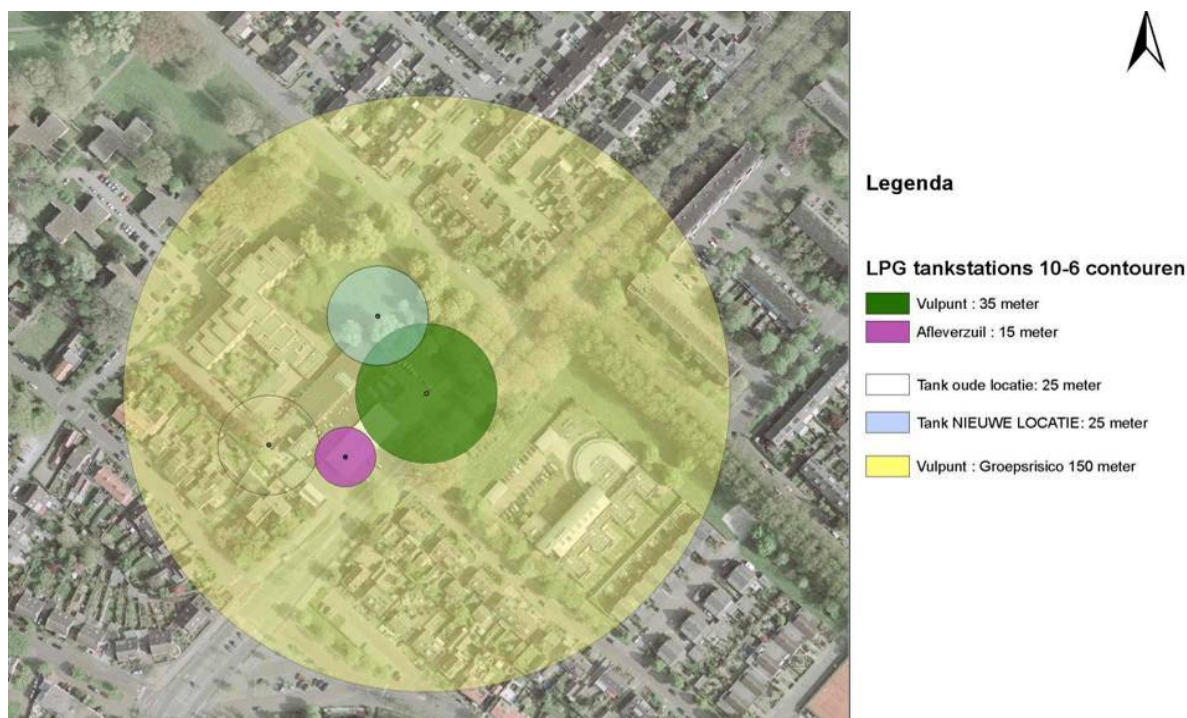 Legenda
LPG tankstations 10-6 contouren
Vulpunt : 35 meter
Afleverzuil : 15 meter
Tank oude locatie: 25 meter
Tank NIEUWE LOCATIE: 25 meter
Vulpunt : Groepsrisico 150 meter